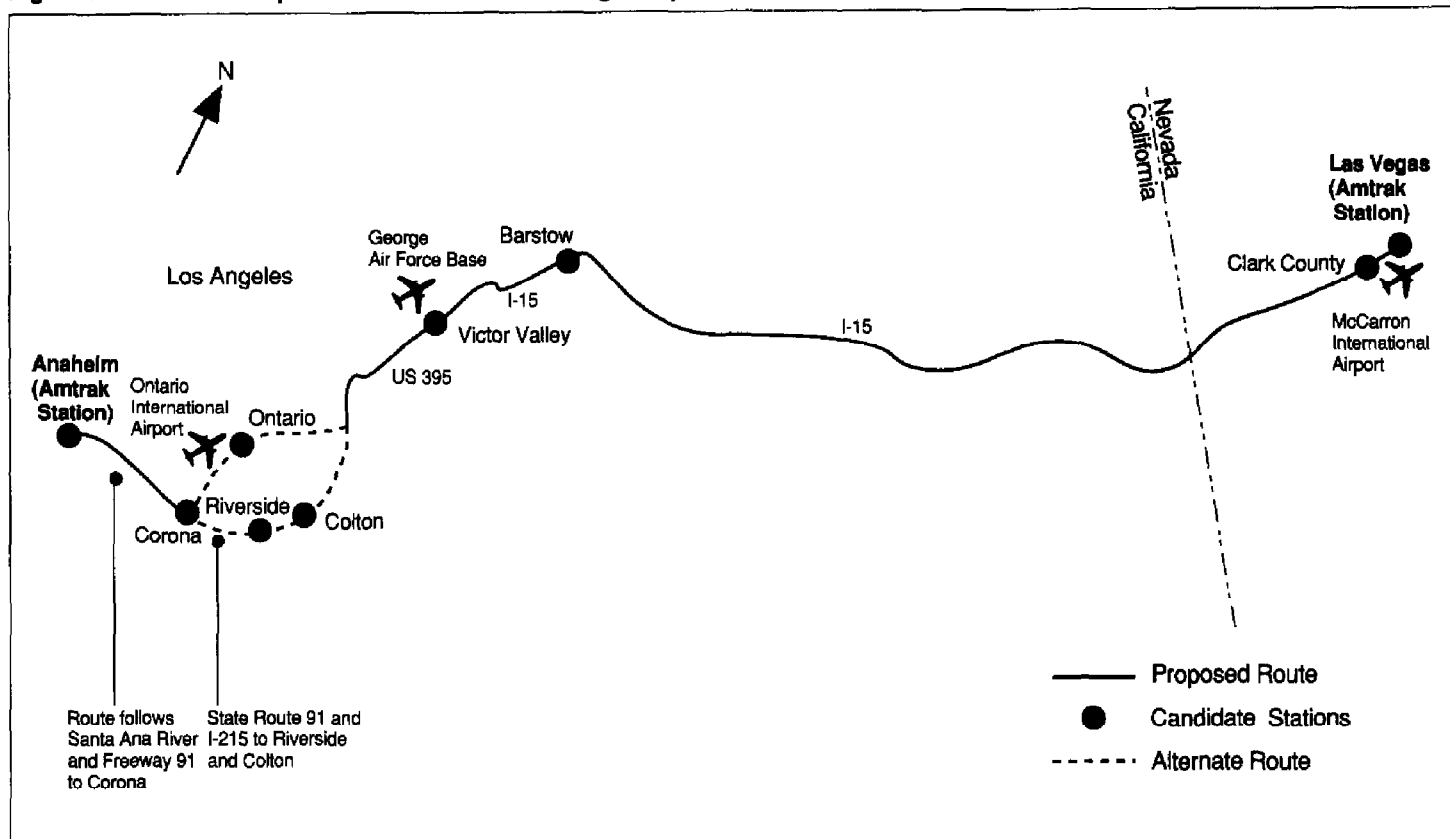 N
Nevada
California
Las Vegas
(Amtrak
Station)
George
Air Force Base
Barstow
Los Angeles
Clark County
I-15
Victor Valley
I-15
McCarron
International
Airport
Anaheim
(Amtrak
Station)
US 395
Ontario
International
Airport
Ontario
Riverside
Corona
Colton
Route follows
Santa Ana River
and Freeway 91
to Corona
State Route 91 and
I-215 to Riverside
and Colton
Proposed Route
Candidate Stations
Alternate Route